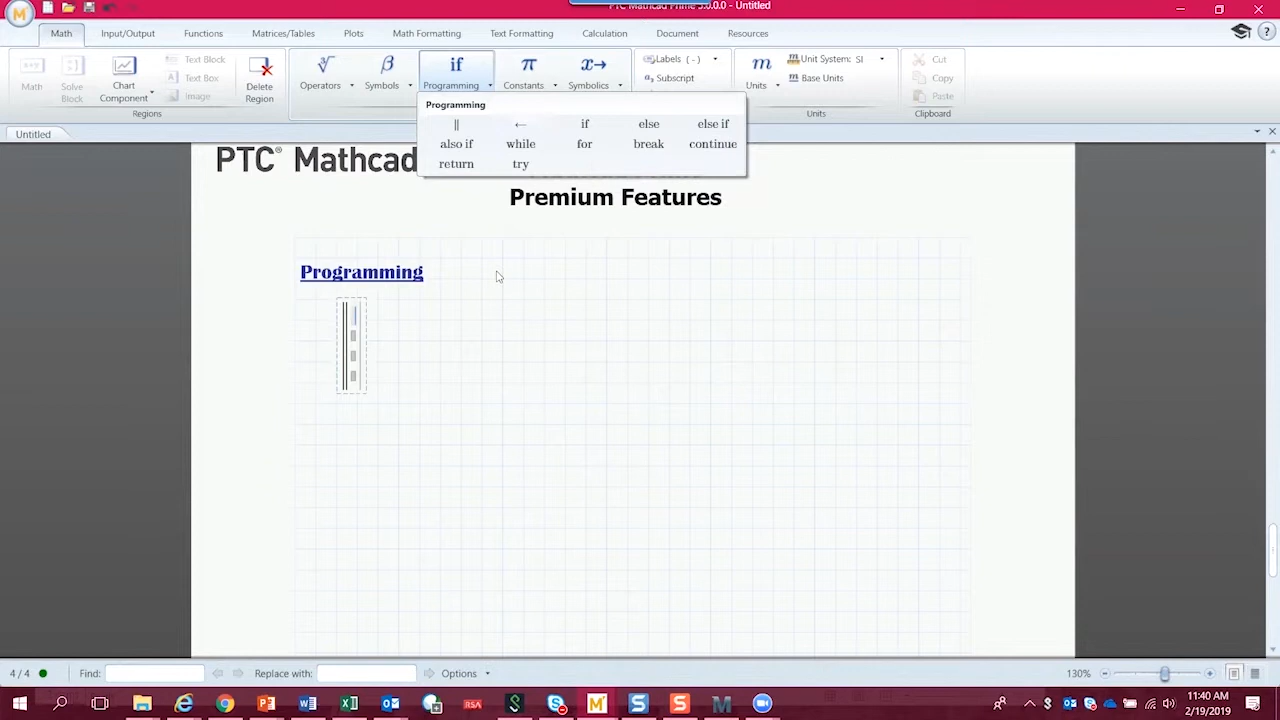 PTC Mathcad Prime 5.0.0.0 - Untitled
Math Input/Output Functions Matrices/Tables Plots Math Formatting Text Formatting Calculation Document Resources
Math
Solve Block
Chart Component
Text Block
Text Box
Image
Delete Region
Regions
Operators
Symbols
if
Programming
Constants
Symbolics
Labels ( - )
Subscript
Units
Unit System: SI
Base Units
Units
Cut
Copy
Paste
Clipboard
Programming
‖ ← if else else if
also if while for break continue
return try
Untitled
PTC® Mathcad
Premium Features
Programming
4 / 4 Find: Replace with: Options 130%
RSA
11:40 AM
2/19/2019